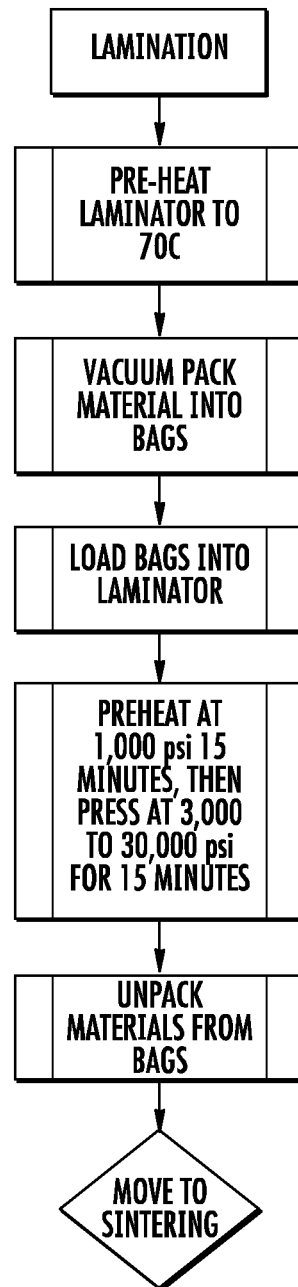 LAMINATION
PRE-HEAT
LAMINATOR TO
70C
VACUUM PACK
MATERIAL INTO
BAGS
LOAD BAGS INTO
LAMINATOR
PREHEAT AT
1,000 psi 15
MINUTES, THEN
PRESS AT 3,000
TO 30,000 psi
FOR 15 MINUTES
UNPACK
MATERIALS FROM
BAGS
MOVE TO
SINTERING